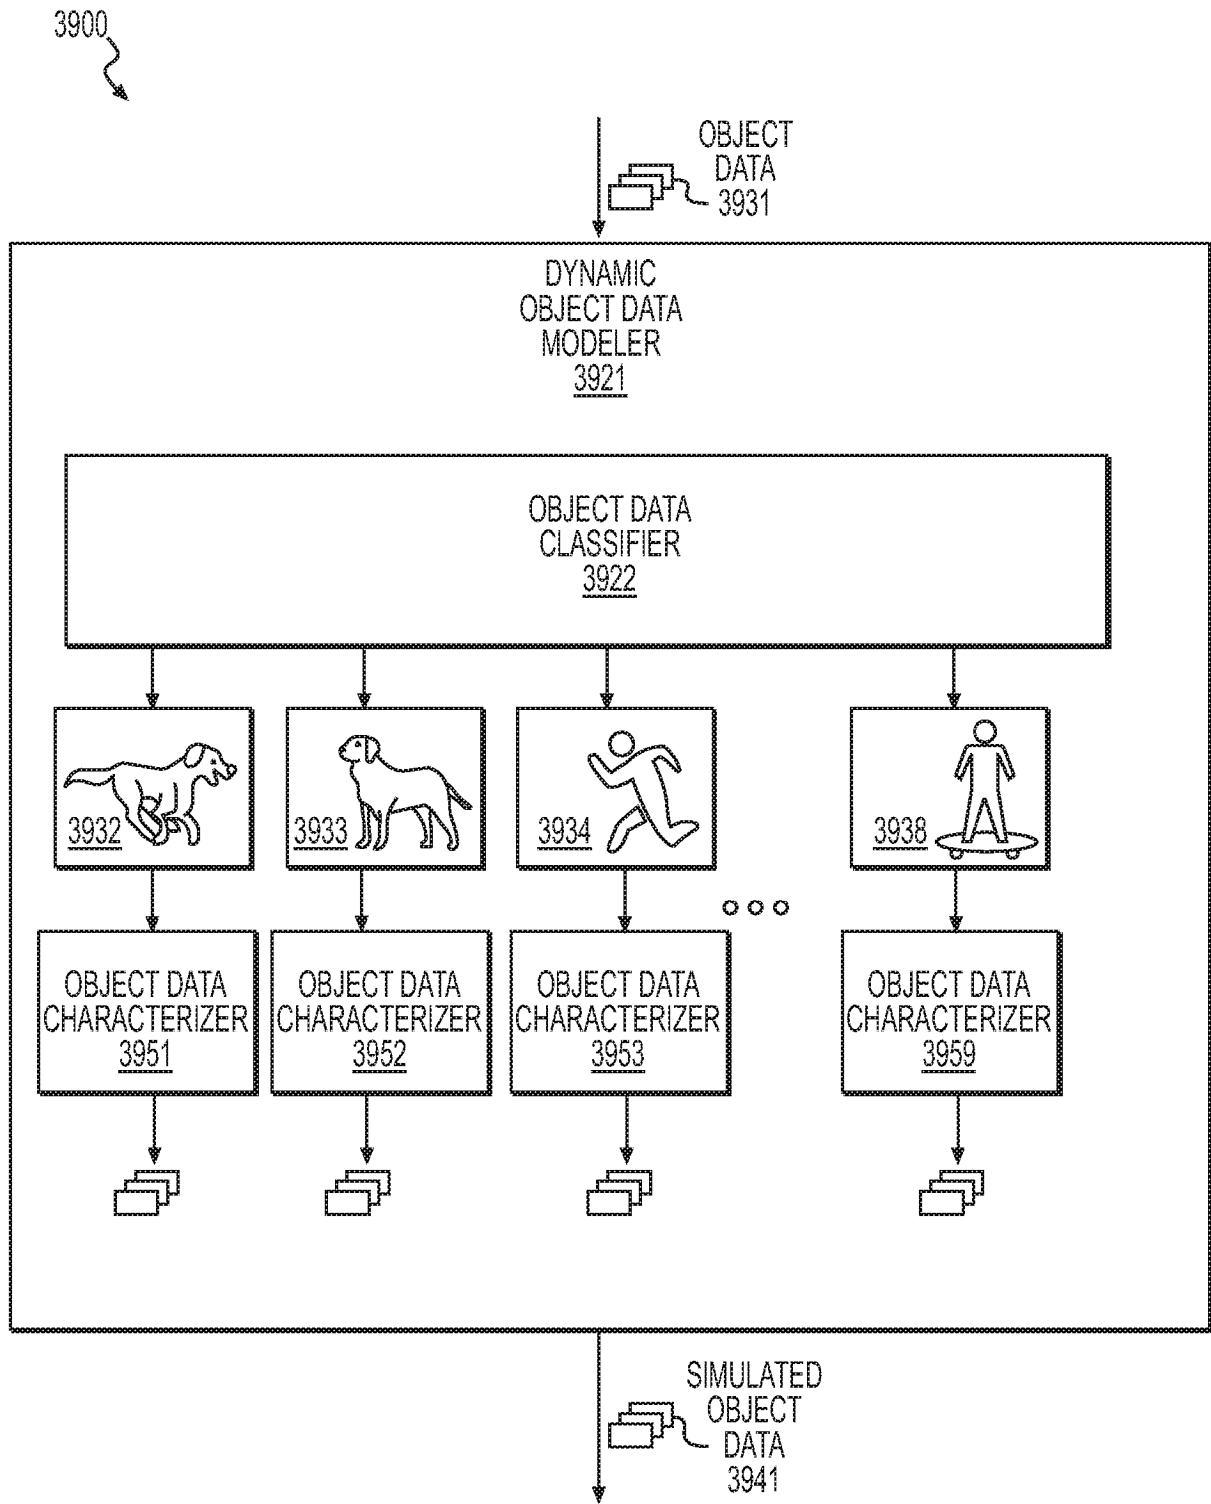 3900
OBJECT
DATA
3931
DYNAMIC
OBJECT DATA
MODELER
3921
OBJECT DATA
CLASSIFIER
3922
3932
3933
3934
3938
OBJECT DATA
CHARACTERIZER
3951
OBJECT DATA
CHARACTERIZER
3952
OBJECT DATA
CHARACTERIZER
3953
OBJECT DATA
CHARACTERIZER
3959
SIMULATED
OBJECT
DATA
3941